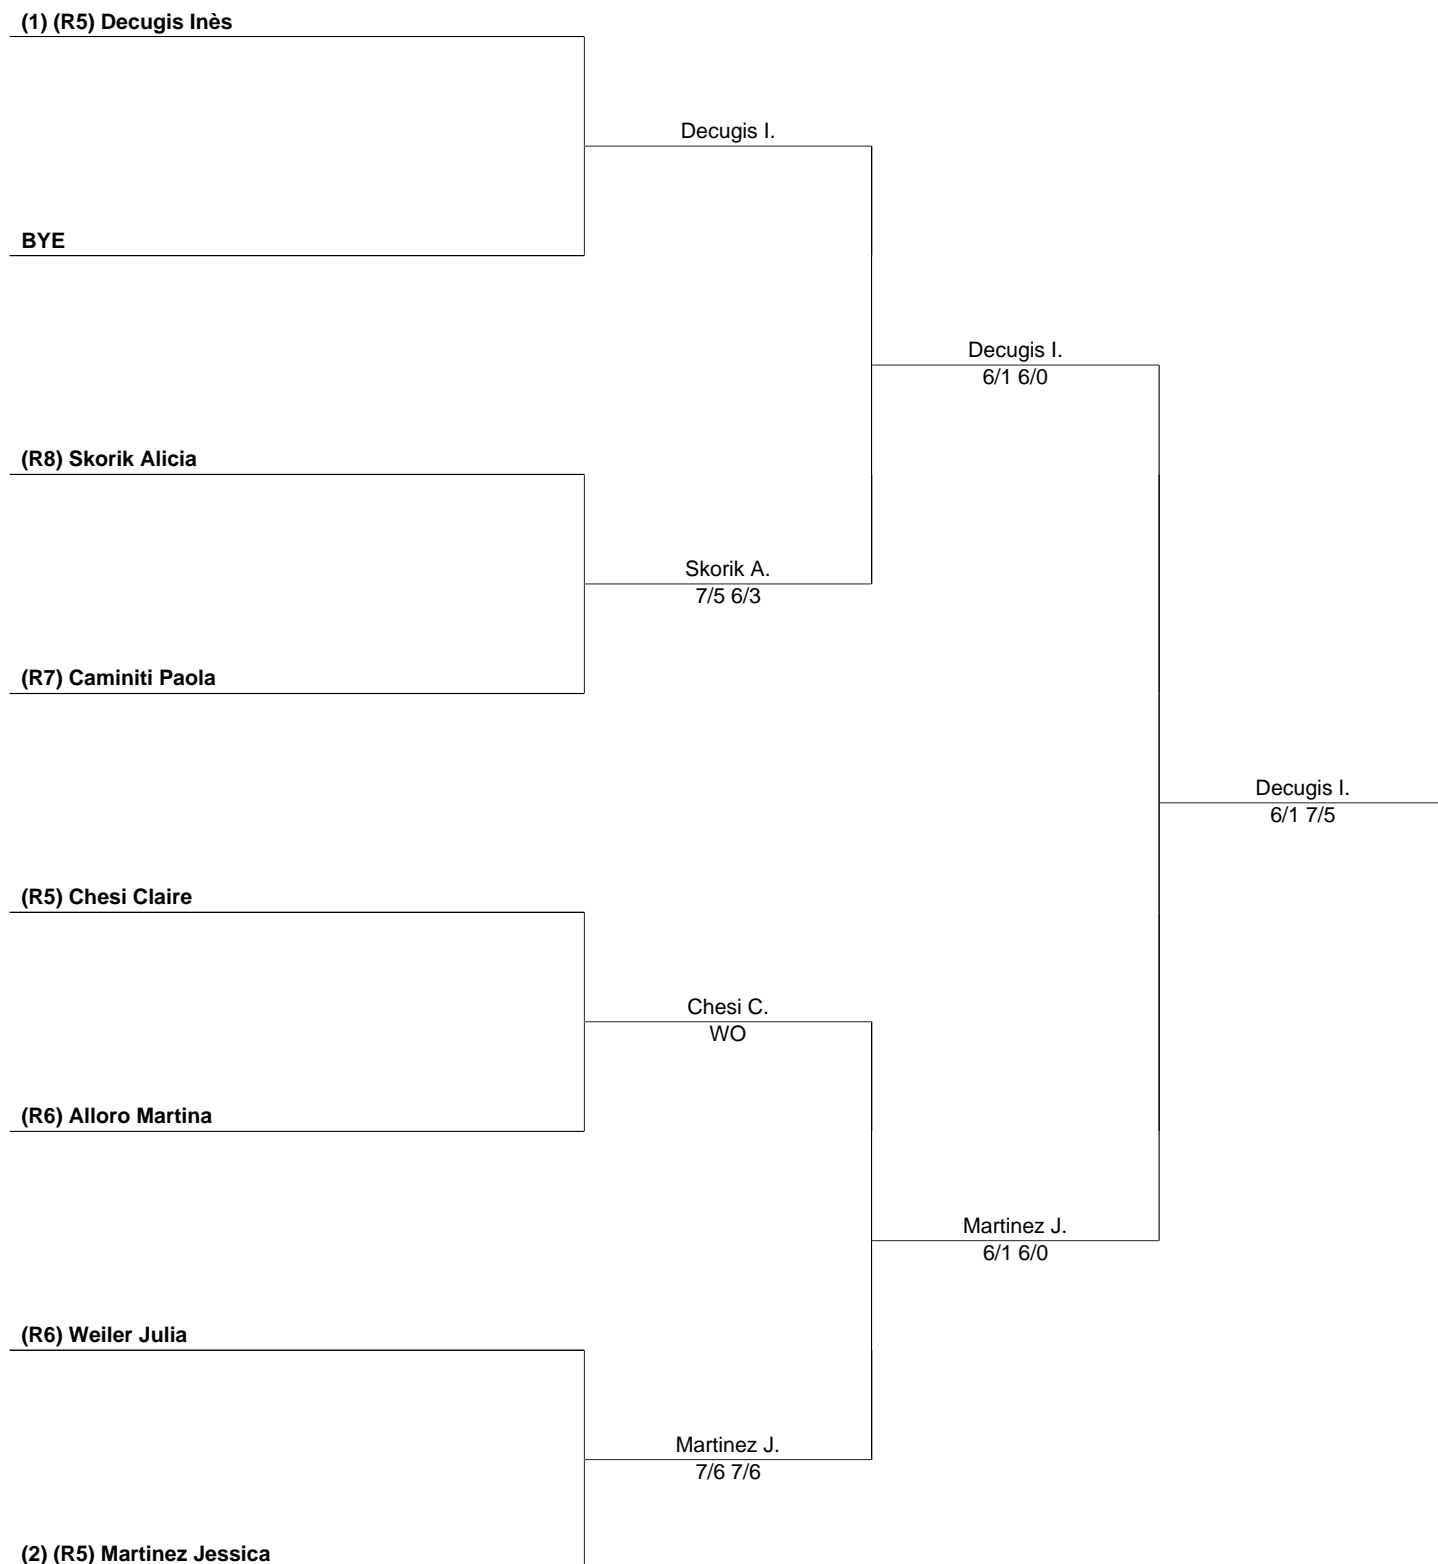 (1) (R5) Decugis Inès
Decugis I.
BYE
Decugis I.
6/1 6/0
(R8) Skorik Alicia
Skorik A.
7/5 6/3
(R7) Caminiti Paola
Decugis I.
6/1 7/5
(R5) Chesi Claire
Chesi C.
WO
(R6) Alloro Martina
Martinez J.
6/1 6/0
(R6) Weiler Julia
Martinez J.
7/6 7/6
(2) (R5) Martinez Jessica